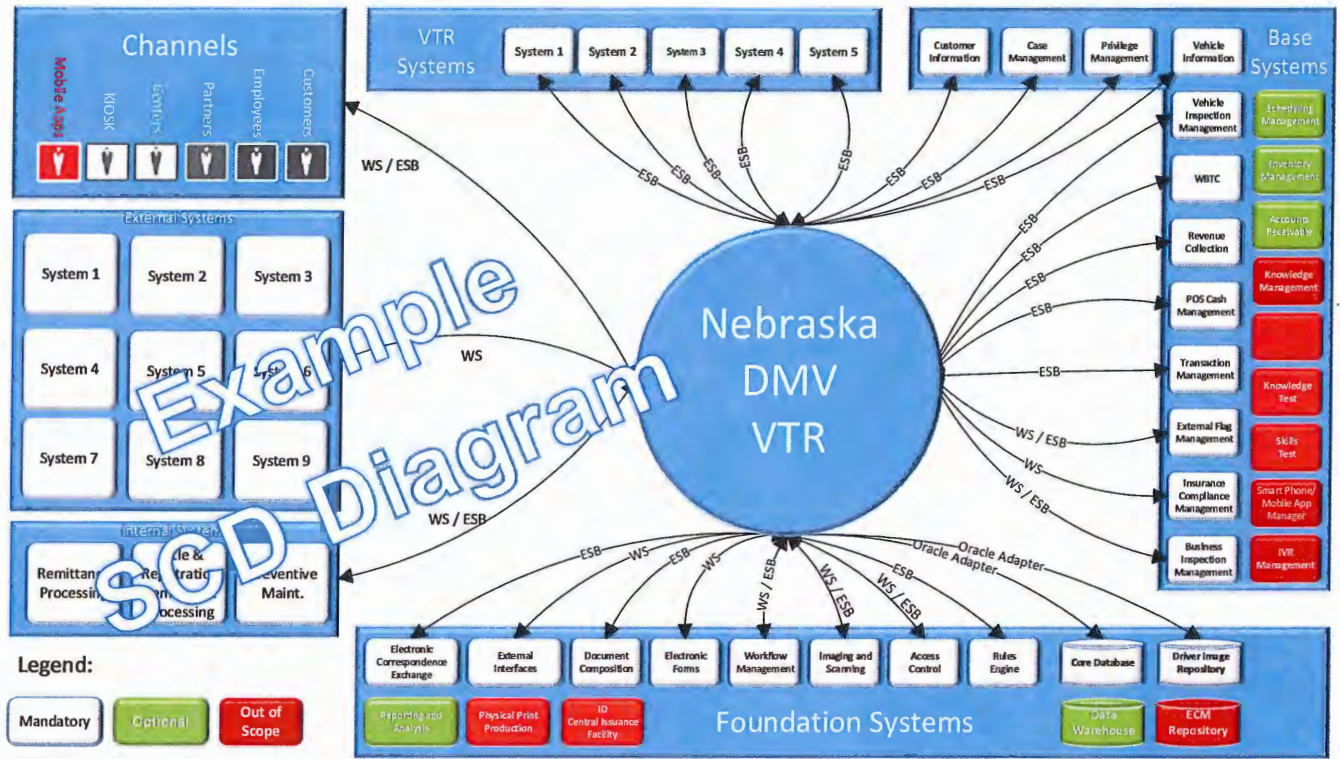 Channels
Mobile Apps
KIOSK
Centers
Partners
Employees
Customers
VTR
Systems
System 1
System 2
System 3
System 4
System 5
Customer
Information
Case
Management
Privilege
Management
Vehicle
Information
Base
Systems
Vehicle
Inspection
Management
Scheduling
Management
WBTC
Inventory
Management
Revenue
Collection
Accounts
Receivable
POS Cash
Management
Knowledge
Management
Transaction
Management
Knowledge
Test
External Flag
Management
Skills
Test
Insurance
Compliance
Management
Smart Phone/
Mobile App
Manager
Business
Inspection
Management
IVR
Management
WS / ESB
ESB
ESB
ESB
ESB
ESB
ESB
ESB
ESB
ESB
ESB
ESB
ESB
ESB
WS / ESB
WS
WS / ESB
External Systems
System 1
System 2
System 3
System 4
System 5
System 6
System 7
System 8
System 9
WS
WS / ESB
Example
SCD Diagram
Nebraska
DMV
VTR
Internal System
Remittan
Processing
le &
Re
tratio
Processing
eventive
Maint.
ESB
WS
ESB
WS
WS / ESB
WS / ESB
WS / ESB
ESB
Oracle Adapter
Oracle Adapter
Electronic
Correspondence
Exchange
External
Interfaces
Document
Composition
Electronic
Forms
Workflow
Management
Imaging and
Scanning
Access
Control
Rules
Engine
Core Database
Driver Image
Repository
Reporting and
Analysis
Physical Print
Production
ID
Central Issuance
Facility
Foundation Systems
Data
Warehouse
ECM
Repository
Legend:
Mandatory
Optional
Out of
Scope